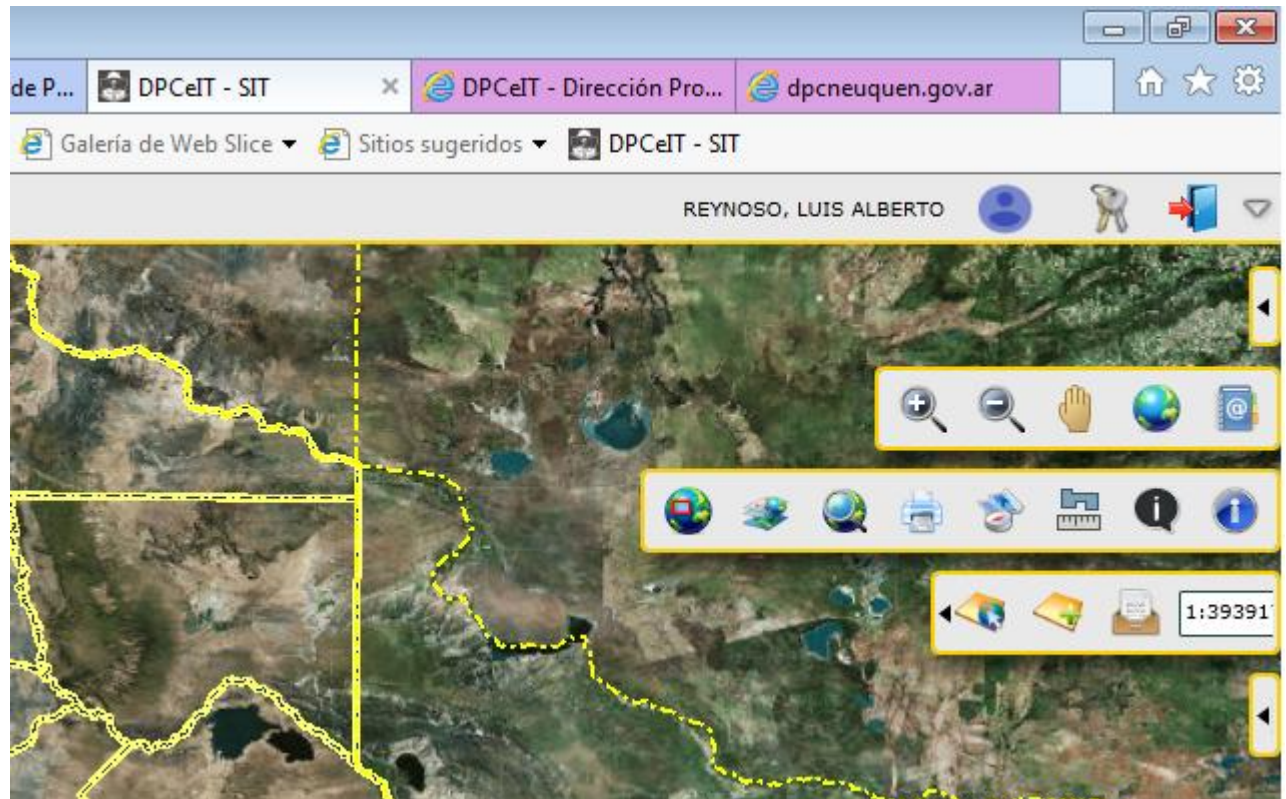 de P... DPCeIT - SIT DPCeIT - Dirección Pro... dpcneuquen.gov.ar
Galería de Web Slice Sitios sugeridos DPCeIT - SIT
REYNOSO, LUIS ALBERTO
1:393917